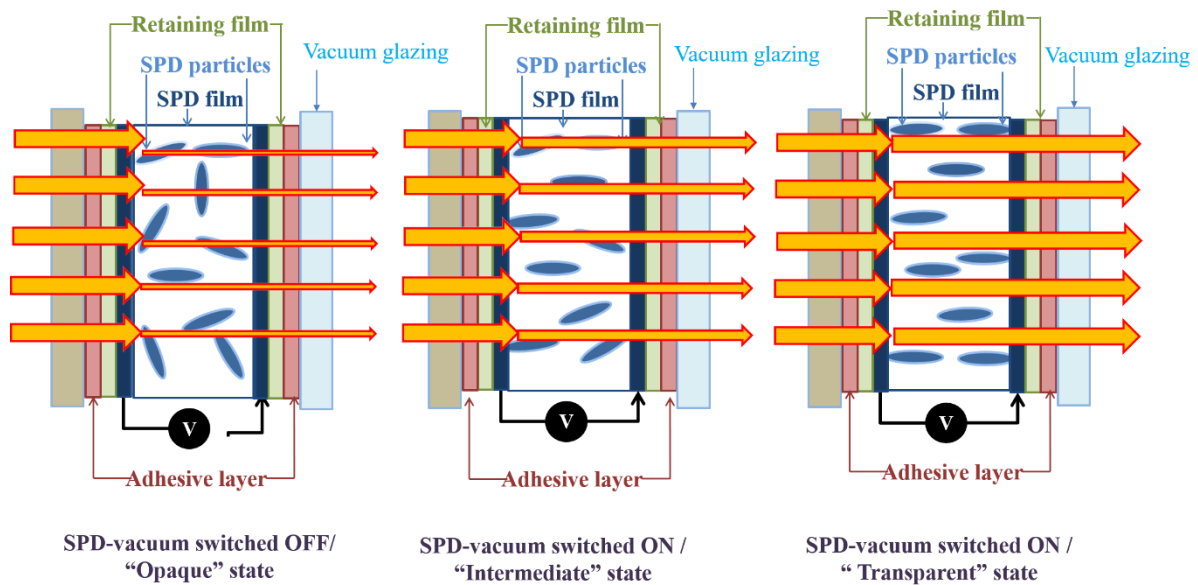 Retaining film
SPD particles
SPD film
Vacuum glazing
V
Adhesive layer
SPD-vacuum switched OFF/
“Opaque” state
Retaining film
SPD particles
SPD film
Vacuum glazing
V
Adhesive layer
SPD-vacuum switched ON /
“Intermediate” state
Retaining film
SPD particles
SPD film
Vacuum glazing
V
Adhesive layer
SPD-vacuum switched ON /
“ Transparent” state